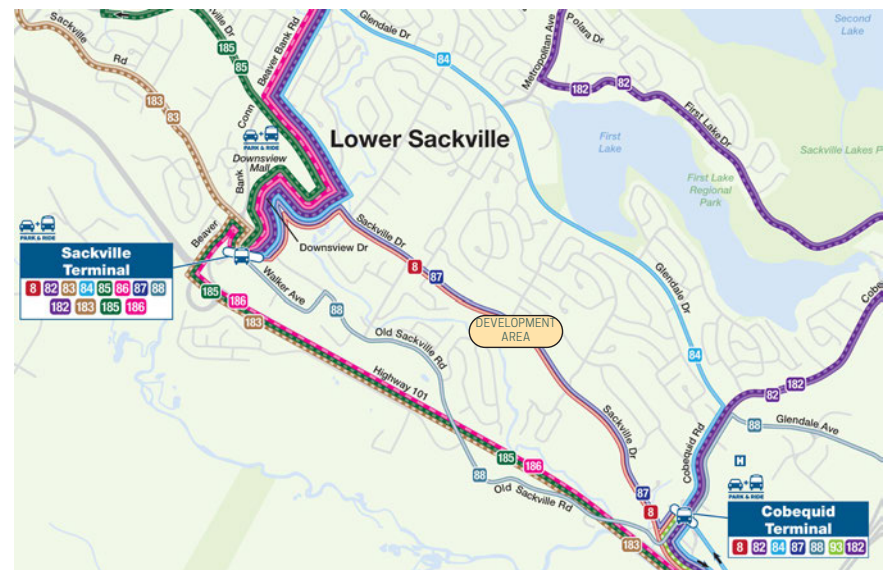 Sackville
Rd
ville Dr
185
85
Beaver Bank Rd
Glendale Dr
84
Metropolitan Ave
Polara Dr
182
82
Second
Lake
183
83
Conn
PARK & RIDE
Downsview
Mall
Bank
Lower Sackville
First
Lake
First Lake Dr
Sackville Lakes P
First Lake
Regional
Park
PARK & RIDE
Beaver
Sackville
Terminal
8 82 83 84 85 86 87 88
182 183 185 186
Downsview Dr
Sackville Dr
8
87
Walker Ave
88
Glendale Dr
185
186
183
Old Sackville Rd
DEVELOPMENT
AREA
84
Cobe
Highway 101
82
182
Sackville Dr
Cobequid Rd
88
Glendale Ave
185
186
88
Old Sackville Rd
87
8
H
PARK & RIDE
183
Cobequid
Terminal
8 82 84 87 88 93 182